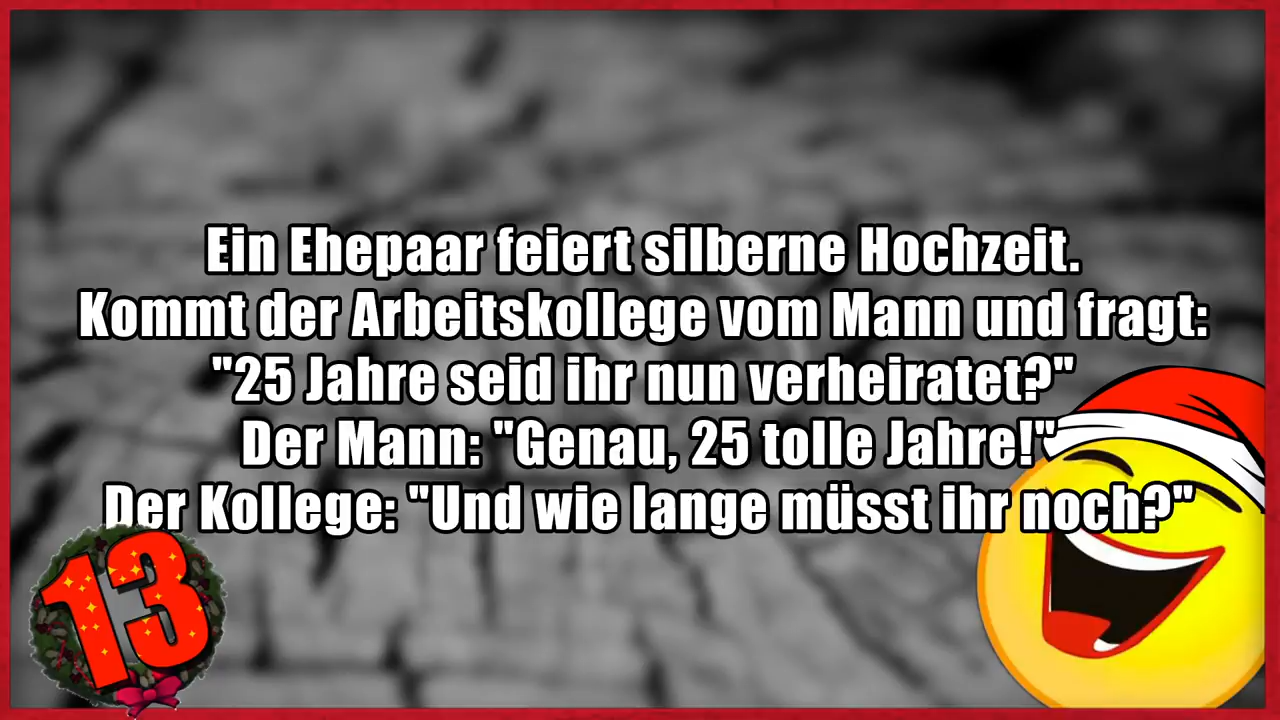 Ein Ehepaar feiert silberne Hochzeit.
Kommt der Arbeitskollege vom Mann und fragt:
"25 Jahre seid ihr nun verheiratet?"
Der Mann: "Genau, 25 tolle Jahre!"
Der Kollege: "Und wie lange müsst ihr noch?"
13